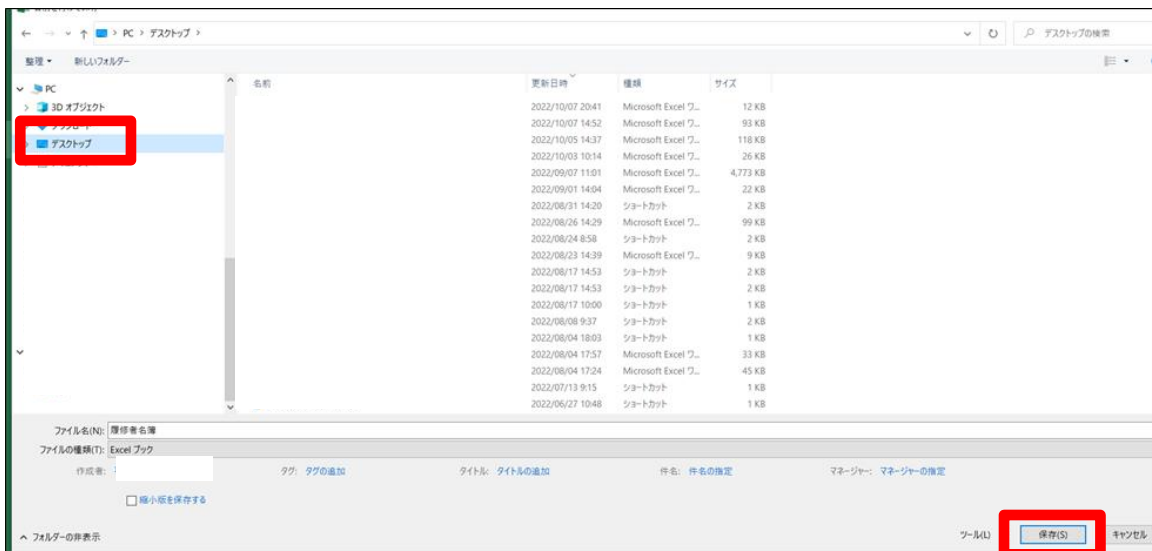 PC > デスクトップ >
デスクトップの検索
整理 新しいフォルダー
PC
3D オブジェクト
デスクトップ
名前 更新日時 種類 サイズ
2022/10/07 20:41 Microsoft Excel ワ... 12 KB
2022/10/07 14:52 Microsoft Excel ワ... 93 KB
2022/10/05 14:37 Microsoft Excel ワ... 118 KB
2022/10/03 10:14 Microsoft Excel ワ... 26 KB
2022/09/07 11:01 Microsoft Excel ワ... 4,773 KB
2022/09/01 14:04 Microsoft Excel ワ... 22 KB
2022/08/31 14:20 ショートカット 2 KB
2022/08/26 14:29 Microsoft Excel ワ... 99 KB
2022/08/24 8:58 ショートカット 2 KB
2022/08/23 14:39 Microsoft Excel ワ... 9 KB
2022/08/17 14:53 ショートカット 2 KB
2022/08/17 14:53 ショートカット 2 KB
2022/08/17 10:00 ショートカット 1 KB
2022/08/08 9:37 ショートカット 2 KB
2022/08/04 18:03 ショートカット 1 KB
2022/08/04 17:57 Microsoft Excel ワ... 33 KB
2022/08/04 17:24 Microsoft Excel ワ... 45 KB
2022/07/13 9:15 ショートカット 1 KB
2022/06/27 10:48 ショートカット 1 KB
ファイル名(N): 履修者名簿
ファイルの種類(T): Excel ブック
作成者: タグ: タグの追加 タイトル: タイトルの追加 件名: 件名の指定 マネージャー: マネージャーの指定
縮小版を保存する
フォルダーの非表示 ツール(L) 保存(S) キャンセル